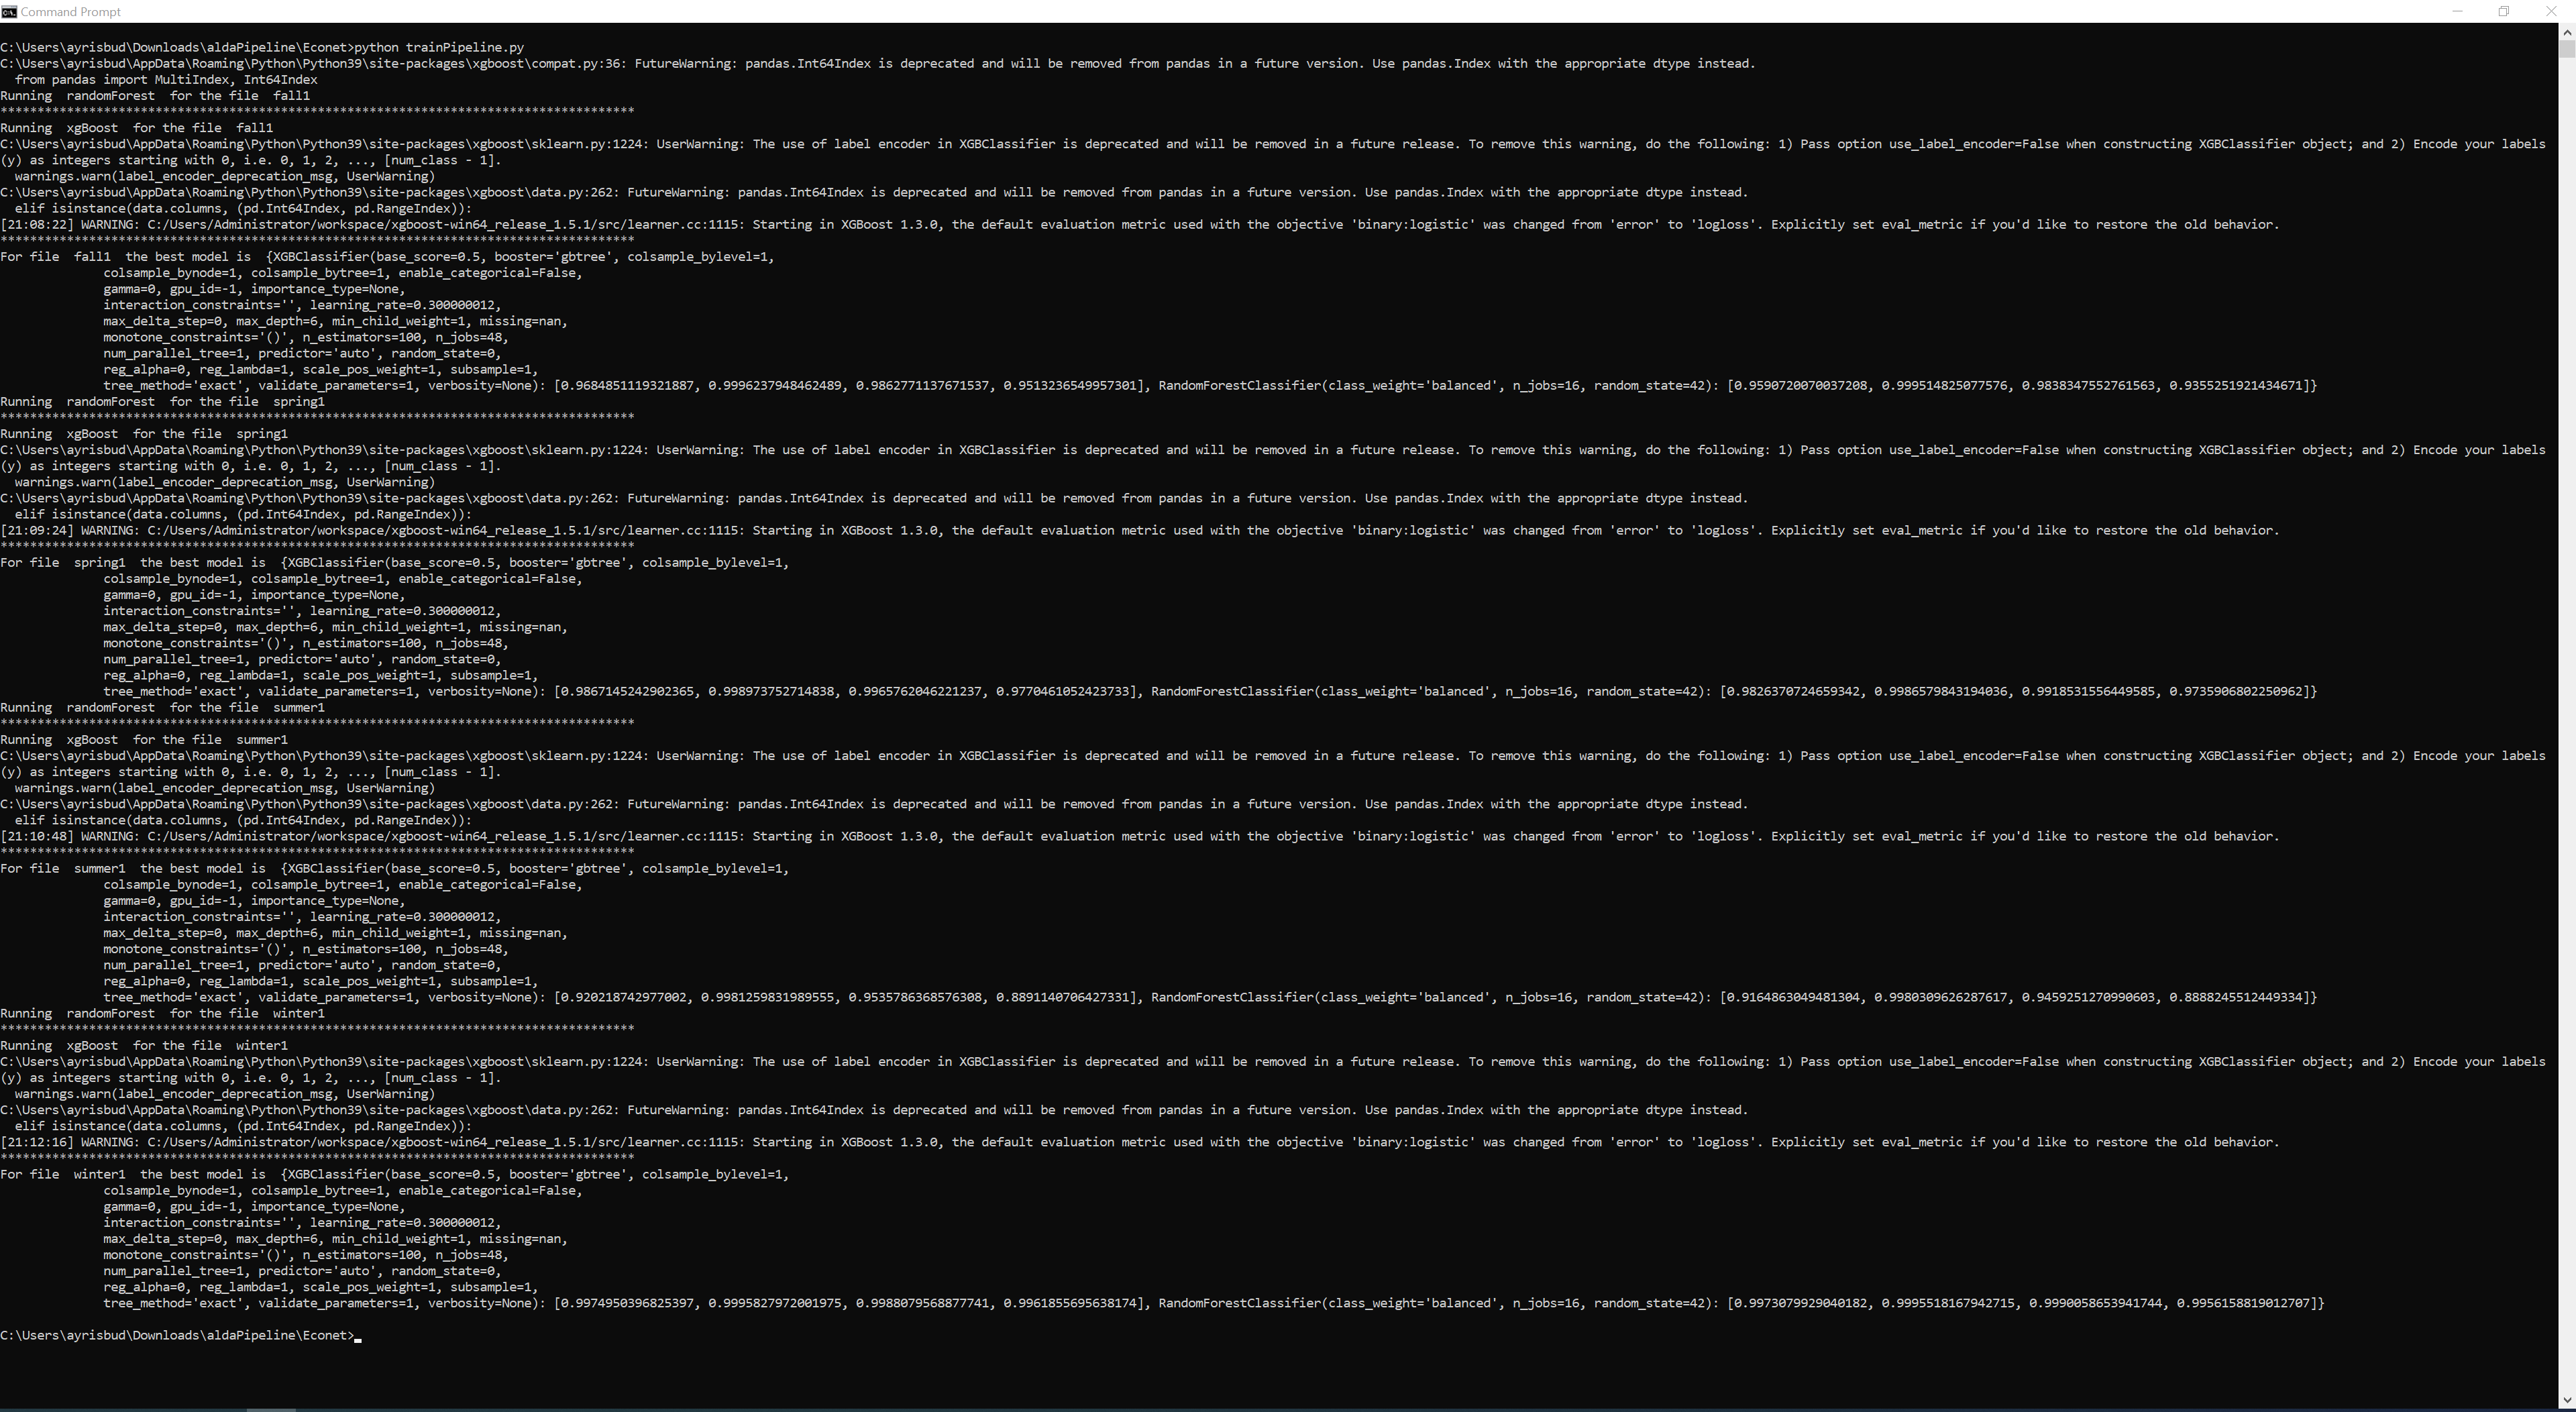 Command Prompt
C:\Users\ayrisbud\Downloads\aldaPipeline\Econet>python trainPipeline.py
C:\Users\ayrisbud\AppData\Roaming\Python\Python39\site-packages\xgboost\compat.py:36: FutureWarning: pandas.Int64Index is deprecated and will be removed from pandas in a future version. Use pandas.Index with the appropriate dtype instead.
  from pandas import MultiIndex, Int64Index
Running  randomForest  for the file  fall1
**************************************************************************************
Running  xgBoost  for the file  fall1
C:\Users\ayrisbud\AppData\Roaming\Python\Python39\site-packages\xgboost\sklearn.py:1224: UserWarning: The use of label encoder in XGBClassifier is deprecated and will be removed in a future release. To remove this warning, do the following: 1) Pass option use_label_encoder=False when constructing XGBClassifier object; and 2) Encode your labels
(y) as integers starting with 0, i.e. 0, 1, 2, ..., [num_class - 1].
  warnings.warn(label_encoder_deprecation_msg, UserWarning)
C:\Users\ayrisbud\AppData\Roaming\Python\Python39\site-packages\xgboost\data.py:262: FutureWarning: pandas.Int64Index is deprecated and will be removed from pandas in a future version. Use pandas.Index with the appropriate dtype instead.
  elif isinstance(data.columns, (pd.Int64Index, pd.RangeIndex)):
[21:08:22] WARNING: C:/Users/Administrator/workspace/xgboost-win64_release_1.5.1/src/learner.cc:1115: Starting in XGBoost 1.3.0, the default evaluation metric used with the objective 'binary:logistic' was changed from 'error' to 'logloss'. Explicitly set eval_metric if you'd like to restore the old behavior.
**************************************************************************************
For file  fall1  the best model is  {XGBClassifier(base_score=0.5, booster='gbtree', colsample_bylevel=1,
              colsample_bynode=1, colsample_bytree=1, enable_categorical=False,
              gamma=0, gpu_id=-1, importance_type=None,
              interaction_constraints='', learning_rate=0.300000012,
              max_delta_step=0, max_depth=6, min_child_weight=1, missing=nan,
              monotone_constraints='()', n_estimators=100, n_jobs=48,
              num_parallel_tree=1, predictor='auto', random_state=0,
              reg_alpha=0, reg_lambda=1, scale_pos_weight=1, subsample=1,
              tree_method='exact', validate_parameters=1, verbosity=None): [0.9684851119321887, 0.9996237948462489, 0.9862771137671537, 0.9513236549957301], RandomForestClassifier(class_weight='balanced', n_jobs=16, random_state=42): [0.9590720070037208, 0.999514825077576, 0.9838347552761563, 0.9355251921434671]}
Running  randomForest  for the file  spring1
**************************************************************************************
Running  xgBoost  for the file  spring1
C:\Users\ayrisbud\AppData\Roaming\Python\Python39\site-packages\xgboost\sklearn.py:1224: UserWarning: The use of label encoder in XGBClassifier is deprecated and will be removed in a future release. To remove this warning, do the following: 1) Pass option use_label_encoder=False when constructing XGBClassifier object; and 2) Encode your labels
(y) as integers starting with 0, i.e. 0, 1, 2, ..., [num_class - 1].
  warnings.warn(label_encoder_deprecation_msg, UserWarning)
C:\Users\ayrisbud\AppData\Roaming\Python\Python39\site-packages\xgboost\data.py:262: FutureWarning: pandas.Int64Index is deprecated and will be removed from pandas in a future version. Use pandas.Index with the appropriate dtype instead.
  elif isinstance(data.columns, (pd.Int64Index, pd.RangeIndex)):
[21:09:24] WARNING: C:/Users/Administrator/workspace/xgboost-win64_release_1.5.1/src/learner.cc:1115: Starting in XGBoost 1.3.0, the default evaluation metric used with the objective 'binary:logistic' was changed from 'error' to 'logloss'. Explicitly set eval_metric if you'd like to restore the old behavior.
**************************************************************************************
For file  spring1  the best model is  {XGBClassifier(base_score=0.5, booster='gbtree', colsample_bylevel=1,
              colsample_bynode=1, colsample_bytree=1, enable_categorical=False,
              gamma=0, gpu_id=-1, importance_type=None,
              interaction_constraints='', learning_rate=0.300000012,
              max_delta_step=0, max_depth=6, min_child_weight=1, missing=nan,
              monotone_constraints='()', n_estimators=100, n_jobs=48,
              num_parallel_tree=1, predictor='auto', random_state=0,
              reg_alpha=0, reg_lambda=1, scale_pos_weight=1, subsample=1,
              tree_method='exact', validate_parameters=1, verbosity=None): [0.9867145242902365, 0.998973752714838, 0.9965762046221237, 0.9770461052423733], RandomForestClassifier(class_weight='balanced', n_jobs=16, random_state=42): [0.9826370724659342, 0.9986579843194036, 0.9918531556449585, 0.9735906802250962]}
Running  randomForest  for the file  summer1
**************************************************************************************
Running  xgBoost  for the file  summer1
C:\Users\ayrisbud\AppData\Roaming\Python\Python39\site-packages\xgboost\sklearn.py:1224: UserWarning: The use of label encoder in XGBClassifier is deprecated and will be removed in a future release. To remove this warning, do the following: 1) Pass option use_label_encoder=False when constructing XGBClassifier object; and 2) Encode your labels
(y) as integers starting with 0, i.e. 0, 1, 2, ..., [num_class - 1].
  warnings.warn(label_encoder_deprecation_msg, UserWarning)
C:\Users\ayrisbud\AppData\Roaming\Python\Python39\site-packages\xgboost\data.py:262: FutureWarning: pandas.Int64Index is deprecated and will be removed from pandas in a future version. Use pandas.Index with the appropriate dtype instead.
  elif isinstance(data.columns, (pd.Int64Index, pd.RangeIndex)):
[21:10:48] WARNING: C:/Users/Administrator/workspace/xgboost-win64_release_1.5.1/src/learner.cc:1115: Starting in XGBoost 1.3.0, the default evaluation metric used with the objective 'binary:logistic' was changed from 'error' to 'logloss'. Explicitly set eval_metric if you'd like to restore the old behavior.
**************************************************************************************
For file  summer1  the best model is  {XGBClassifier(base_score=0.5, booster='gbtree', colsample_bylevel=1,
              colsample_bynode=1, colsample_bytree=1, enable_categorical=False,
              gamma=0, gpu_id=-1, importance_type=None,
              interaction_constraints='', learning_rate=0.300000012,
              max_delta_step=0, max_depth=6, min_child_weight=1, missing=nan,
              monotone_constraints='()', n_estimators=100, n_jobs=48,
              num_parallel_tree=1, predictor='auto', random_state=0,
              reg_alpha=0, reg_lambda=1, scale_pos_weight=1, subsample=1,
              tree_method='exact', validate_parameters=1, verbosity=None): [0.920218742977002, 0.9981259831989555, 0.9535786368576308, 0.8891140706427331], RandomForestClassifier(class_weight='balanced', n_jobs=16, random_state=42): [0.9164863049481304, 0.9980309626287617, 0.9459251270990603, 0.8888245512449334]}
Running  randomForest  for the file  winter1
**************************************************************************************
Running  xgBoost  for the file  winter1
C:\Users\ayrisbud\AppData\Roaming\Python\Python39\site-packages\xgboost\sklearn.py:1224: UserWarning: The use of label encoder in XGBClassifier is deprecated and will be removed in a future release. To remove this warning, do the following: 1) Pass option use_label_encoder=False when constructing XGBClassifier object; and 2) Encode your labels
(y) as integers starting with 0, i.e. 0, 1, 2, ..., [num_class - 1].
  warnings.warn(label_encoder_deprecation_msg, UserWarning)
C:\Users\ayrisbud\AppData\Roaming\Python\Python39\site-packages\xgboost\data.py:262: FutureWarning: pandas.Int64Index is deprecated and will be removed from pandas in a future version. Use pandas.Index with the appropriate dtype instead.
  elif isinstance(data.columns, (pd.Int64Index, pd.RangeIndex)):
[21:12:16] WARNING: C:/Users/Administrator/workspace/xgboost-win64_release_1.5.1/src/learner.cc:1115: Starting in XGBoost 1.3.0, the default evaluation metric used with the objective 'binary:logistic' was changed from 'error' to 'logloss'. Explicitly set eval_metric if you'd like to restore the old behavior.
**************************************************************************************
For file  winter1  the best model is  {XGBClassifier(base_score=0.5, booster='gbtree', colsample_bylevel=1,
              colsample_bynode=1, colsample_bytree=1, enable_categorical=False,
              gamma=0, gpu_id=-1, importance_type=None,
              interaction_constraints='', learning_rate=0.300000012,
              max_delta_step=0, max_depth=6, min_child_weight=1, missing=nan,
              monotone_constraints='()', n_estimators=100, n_jobs=48,
              num_parallel_tree=1, predictor='auto', random_state=0,
              reg_alpha=0, reg_lambda=1, scale_pos_weight=1, subsample=1,
              tree_method='exact', validate_parameters=1, verbosity=None): [0.9974950396825397, 0.9995827972001975, 0.9988079568877741, 0.9961855695638174], RandomForestClassifier(class_weight='balanced', n_jobs=16, random_state=42): [0.9973079929040182, 0.9995518167942715, 0.9990058653941744, 0.9956158819012707]}
C:\Users\ayrisbud\Downloads\aldaPipeline\Econet>